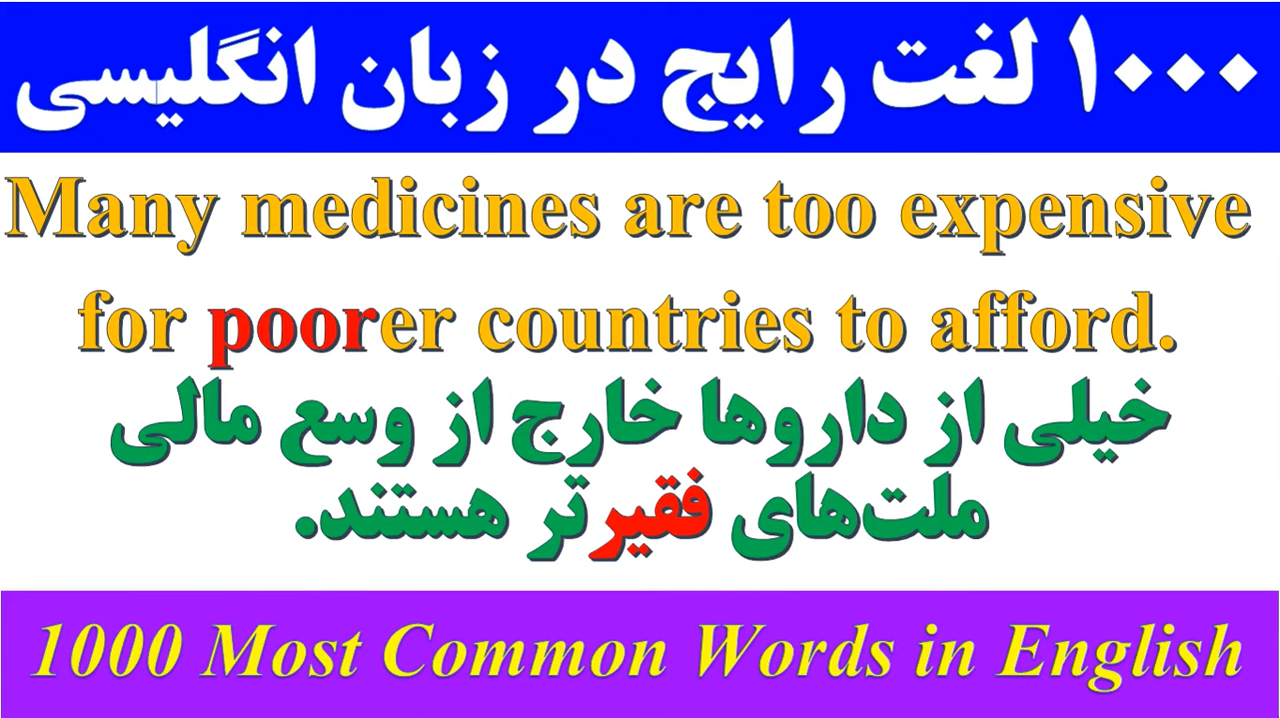 ۱۰۰۰ لغت رایج در زبان انگلیسی
Many medicines are too expensive
for poorer countries to afford.
خیلی از داروها خارج از وسع مالی
ملت‌های فقیرتر هستند.
1000 Most Common Words in English